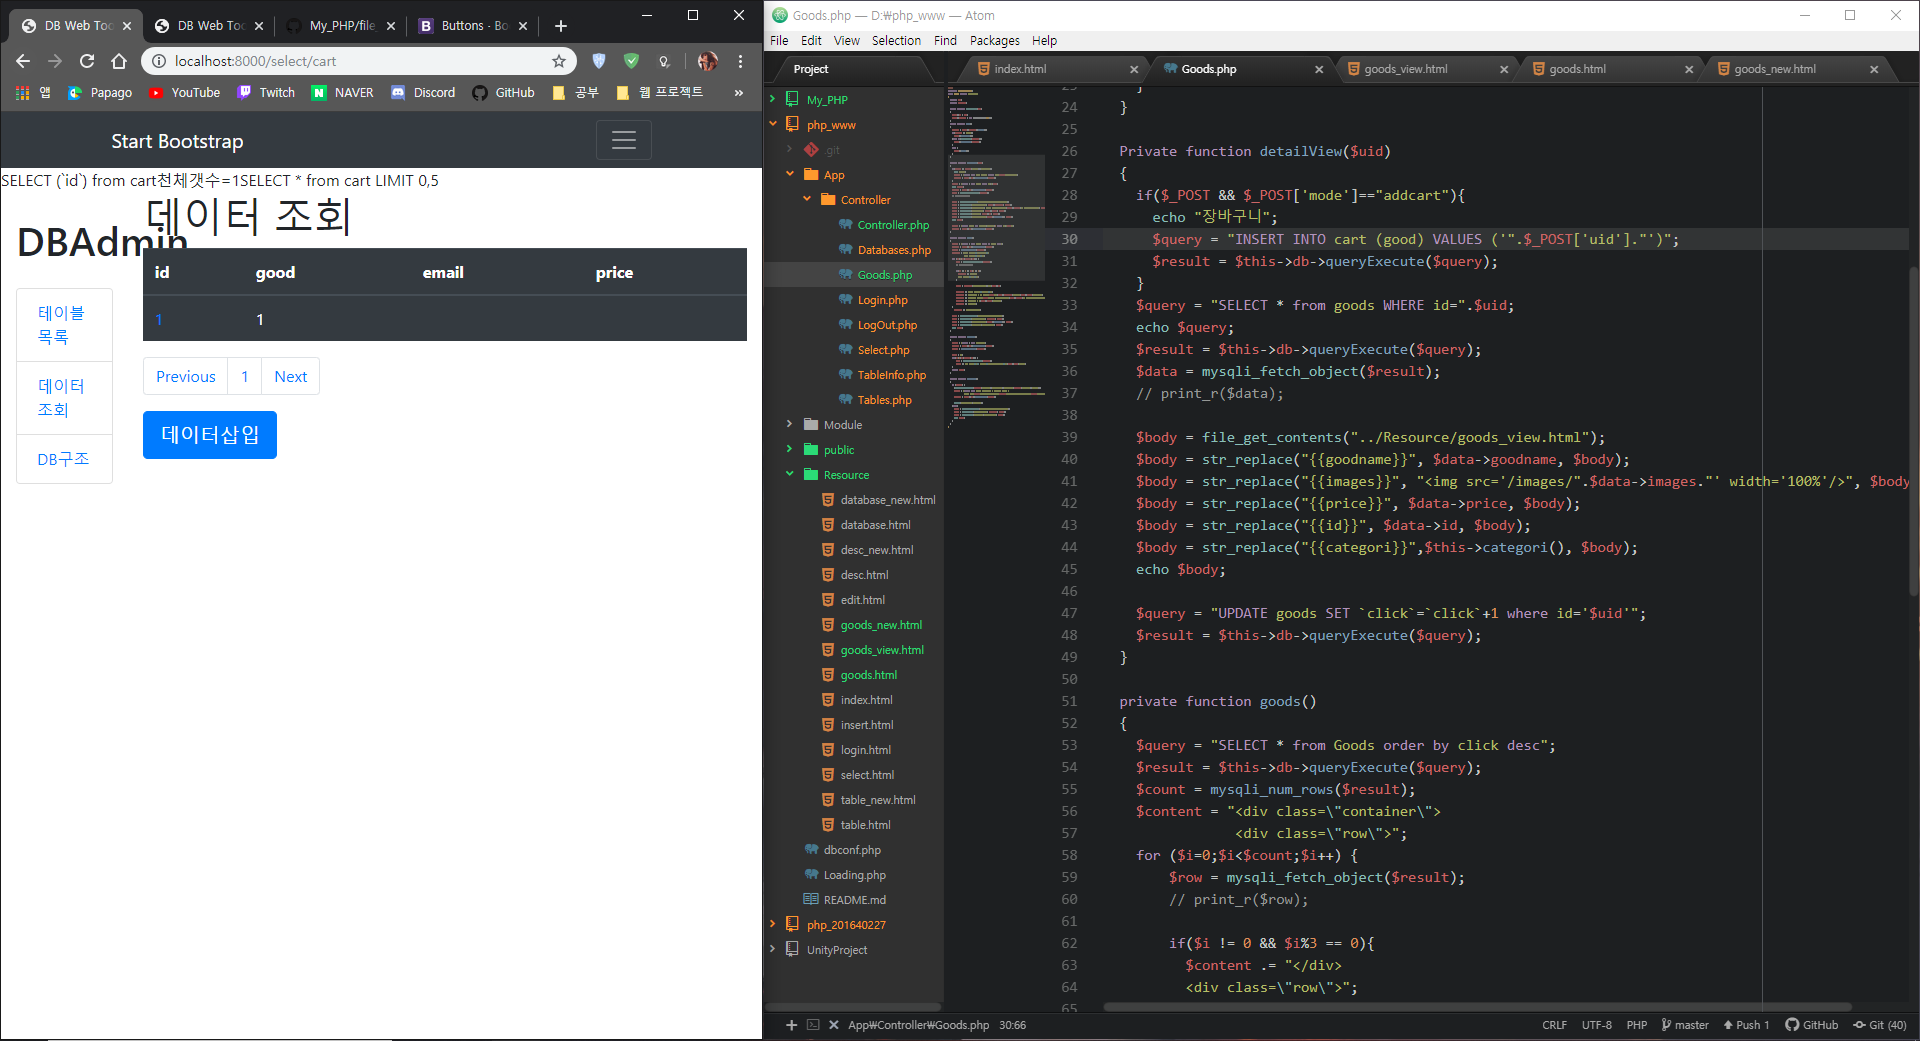 DB Web Too
DB Web Too
My_PHP/file
Buttons - Bo
localhost:8000/select/cart
앱
Papago
YouTube
Twitch
NAVER
Discord
GitHub
공부
웹 프로젝트
»
Start Bootstrap
SELECT (`id`) from cart전체갯수=1SELECT * from cart LIMIT 0,5
데이터 조회
DBAdmin
id good email price
1 1
테이블
목록
데이터
조회
DB구조
Previous 1 Next
데이터삽입
Goods.php — D:₩php_www — Atom
File Edit View Selection Find Packages Help
Project
index.html
Goods.php
goods_view.html
goods.html
goods_new.html
My_PHP
php_www
.git
App
Controller
Controller.php
Databases.php
Goods.php
Login.php
LogOut.php
Select.php
TableInfo.php
Tables.php
Module
public
Resource
database_new.html
database.html
desc_new.html
desc.html
edit.html
goods_new.html
goods_view.html
goods.html
index.html
insert.html
login.html
select.html
table_new.html
table.html
dbconf.php
Loading.php
README.md
php_201640227
UnityProject
23 }
24 }
25
26 Private function detailView($uid)
27 {
28 if($_POST && $_POST['mode']=="addcart"){
29 echo "장바구니";
30 $query = "INSERT INTO cart (good) VALUES ('".$_POST['uid']."')";
31 $result = $this->db->queryExecute($query);
32 }
33 $query = "SELECT * from goods WHERE id=".$uid;
34 echo $query;
35 $result = $this->db->queryExecute($query);
36 $data = mysqli_fetch_object($result);
37 // print_r($data);
38
39 $body = file_get_contents("../Resource/goods_view.html");
40 $body = str_replace("{{goodname}}", $data->goodname, $body);
41 $body = str_replace("{{images}}", "<img src='/images/".$data->images."' width='100%'/>", $body
42 $body = str_replace("{{price}}", $data->price, $body);
43 $body = str_replace("{{id}}", $data->id, $body);
44 $body = str_replace("{{categori}}",$this->categori(), $body);
45 echo $body;
46
47 $query = "UPDATE goods SET `click`=`click`+1 where id='$uid'";
48 $result = $this->db->queryExecute($query);
49 }
50
51 private function goods()
52 {
53 $query = "SELECT * from Goods order by click desc";
54 $result = $this->db->queryExecute($query);
55 $count = mysqli_num_rows($result);
56 $content = "<div class=\"container\">
57 <div class=\"row\">";
58 for ($i=0;$i<$count;$i++) {
59 $row = mysqli_fetch_object($result);
60 // print_r($row);
61
62 if($i != 0 && $i%3 == 0){
63 $content .= "</div>
64 <div class=\"row\">";
65
App₩Controller₩Goods.php 30:66
CRLF UTF-8 PHP master Push 1 GitHub Git (40)